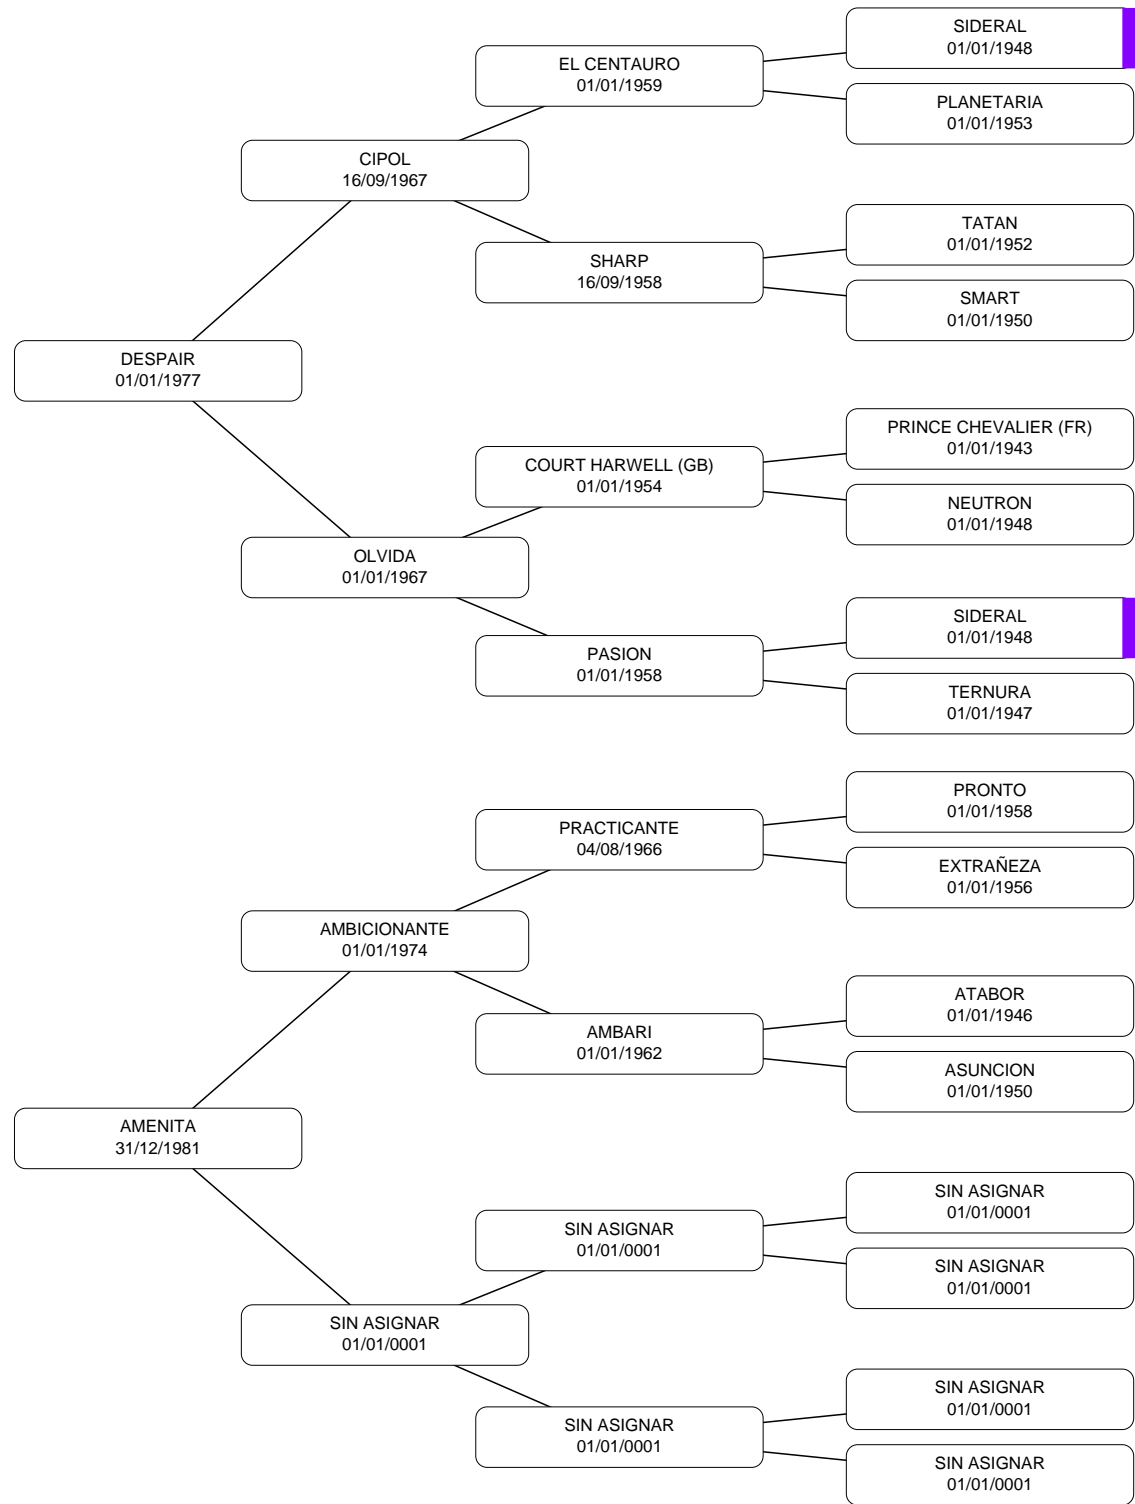 SIDERAL
01/01/1948
EL CENTAURO
01/01/1959
PLANETARIA
01/01/1953
CIPOL
16/09/1967
TATAN
01/01/1952
SHARP
16/09/1958
SMART
01/01/1950
DESPAIR
01/01/1977
PRINCE CHEVALIER (FR)
01/01/1943
COURT HARWELL (GB)
01/01/1954
NEUTRON
01/01/1948
OLVIDA
01/01/1967
SIDERAL
01/01/1948
PASION
01/01/1958
TERNURA
01/01/1947
PRONTO
01/01/1958
PRACTICANTE
04/08/1966
EXTRAÑEZA
01/01/1956
AMBICIONANTE
01/01/1974
ATABOR
01/01/1946
AMBARI
01/01/1962
ASUNCION
01/01/1950
AMENITA
31/12/1981
SIN ASIGNAR
01/01/0001
SIN ASIGNAR
01/01/0001
SIN ASIGNAR
01/01/0001
SIN ASIGNAR
01/01/0001
SIN ASIGNAR
01/01/0001
SIN ASIGNAR
01/01/0001
SIN ASIGNAR
01/01/0001